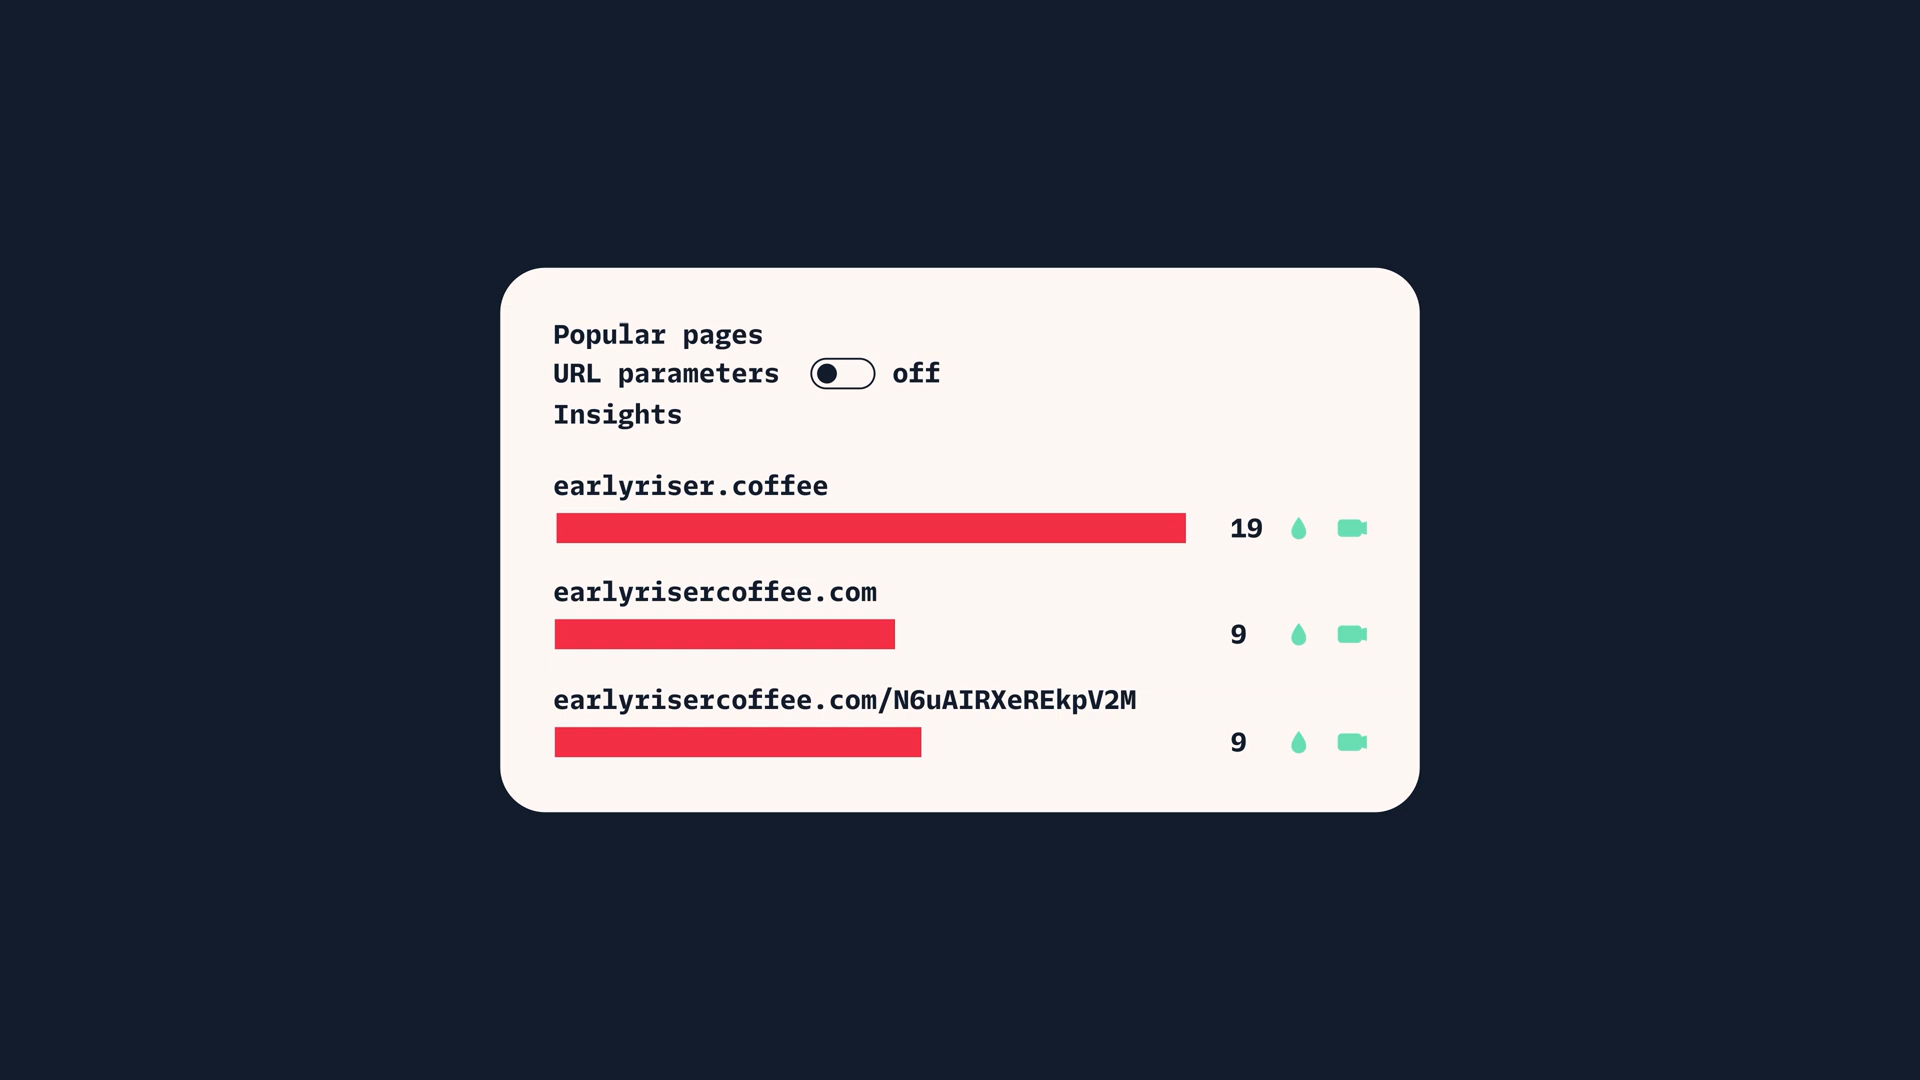 Popular pages
URL parameters off
Insights
earlyriser.coffee
19
earlyrisercoffee.com
9
earlyrisercoffee.com/N6uAIRXeREkpV2M
9